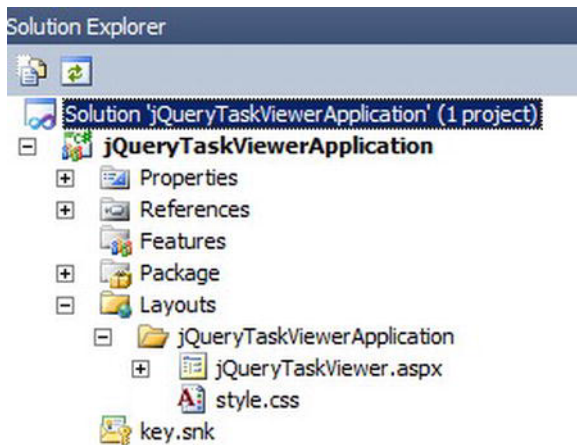 Solution Explorer
Solution 'jQueryTaskViewerApplication' (1 project)
jQueryTaskViewerApplication
Properties
References
Features
Package
Layouts
jQueryTaskViewerApplication
jQueryTaskViewer.aspx
style.css
key.snk